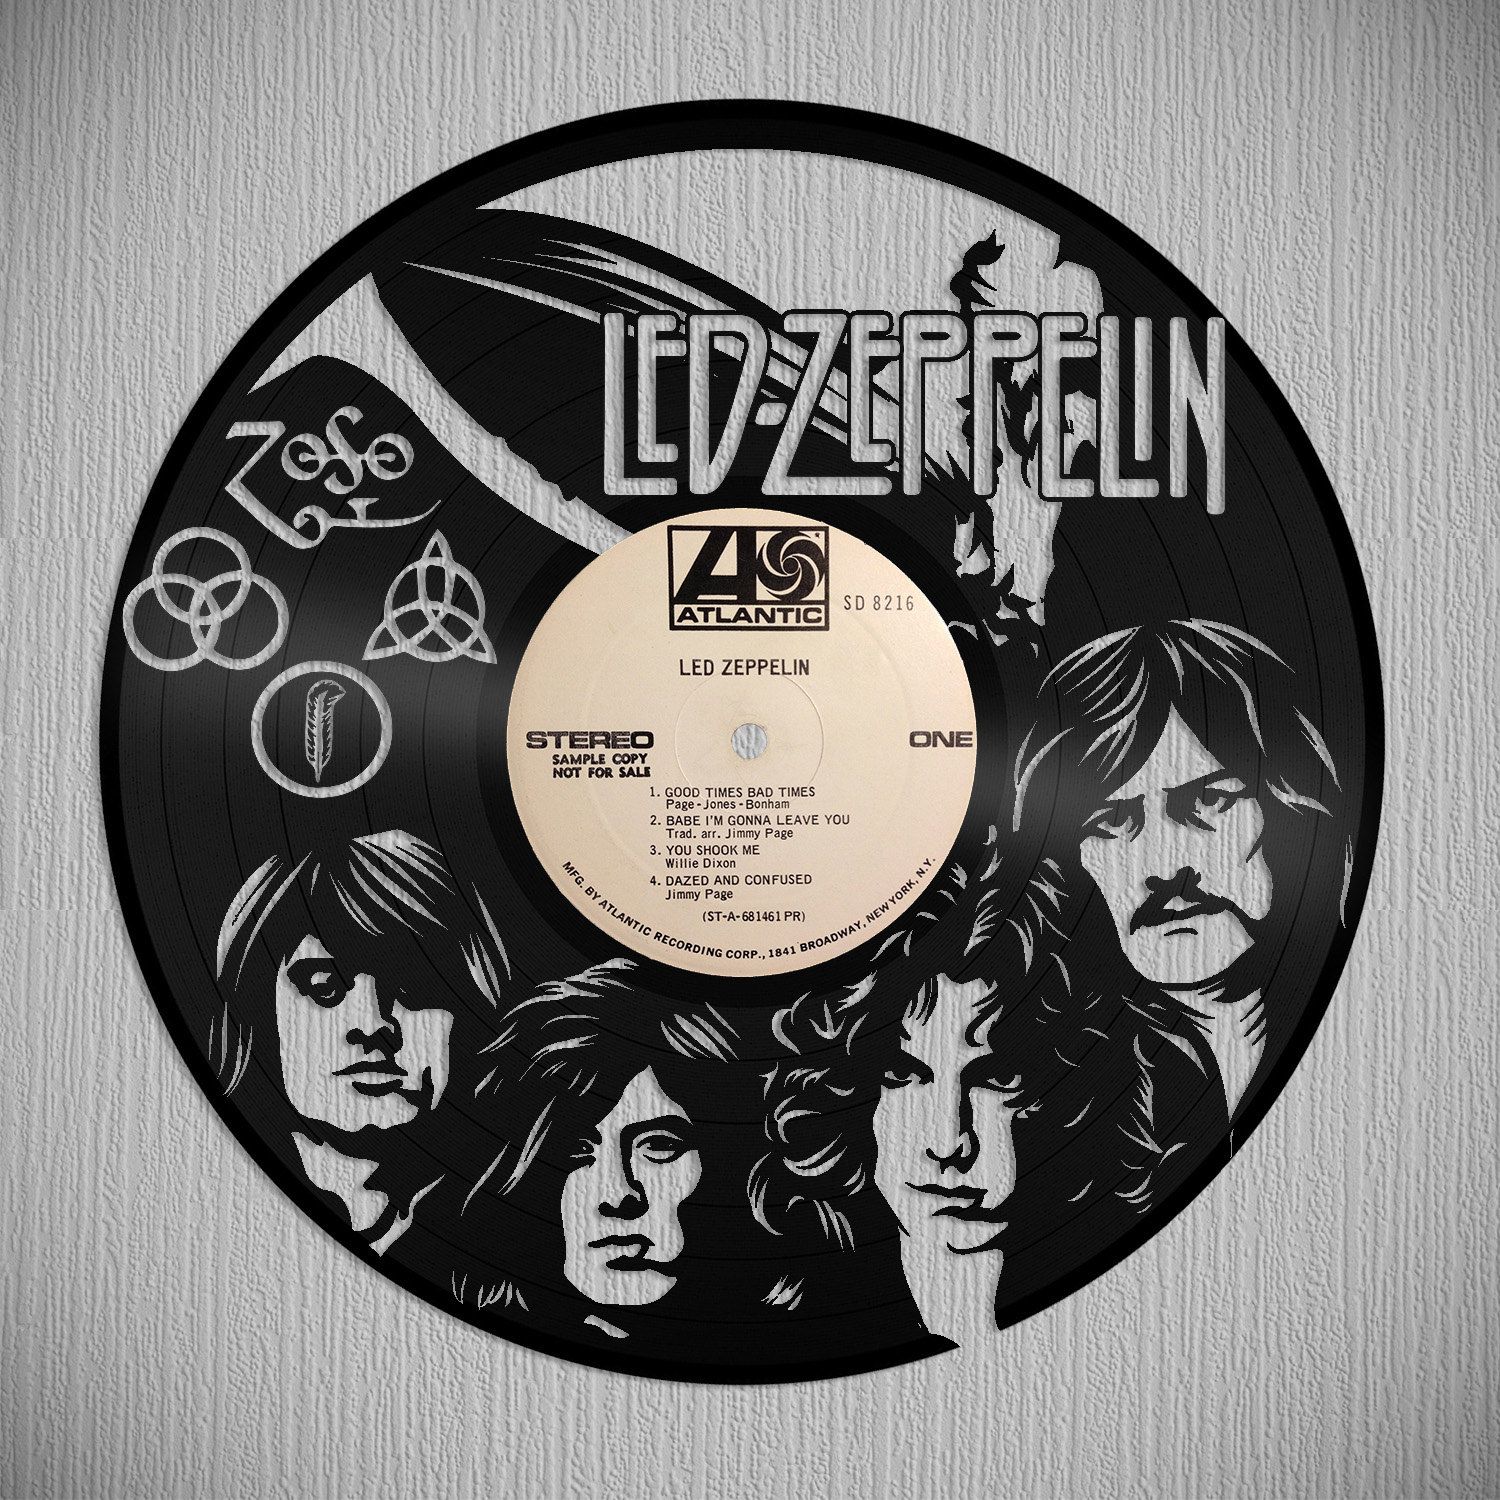 LED-ZEPPELIN
ZOSO
ATLANTIC
SD 8216
LED ZEPPELIN
STEREO
SAMPLE COPY
NOT FOR SALE
ONE
1. GOOD TIMES BAD TIMES
Page - Jones - Bonham
2. BABE I'M GONNA LEAVE YOU
Trad. arr. Jimmy Page
3. YOU SHOOK ME
Willie Dixon
4. DAZED AND CONFUSED
Jimmy Page
(ST-A-681461 PR)
MFG. BY ATLANTIC RECORDING CORP., 1841 BROADWAY, NEW YORK, N.Y.